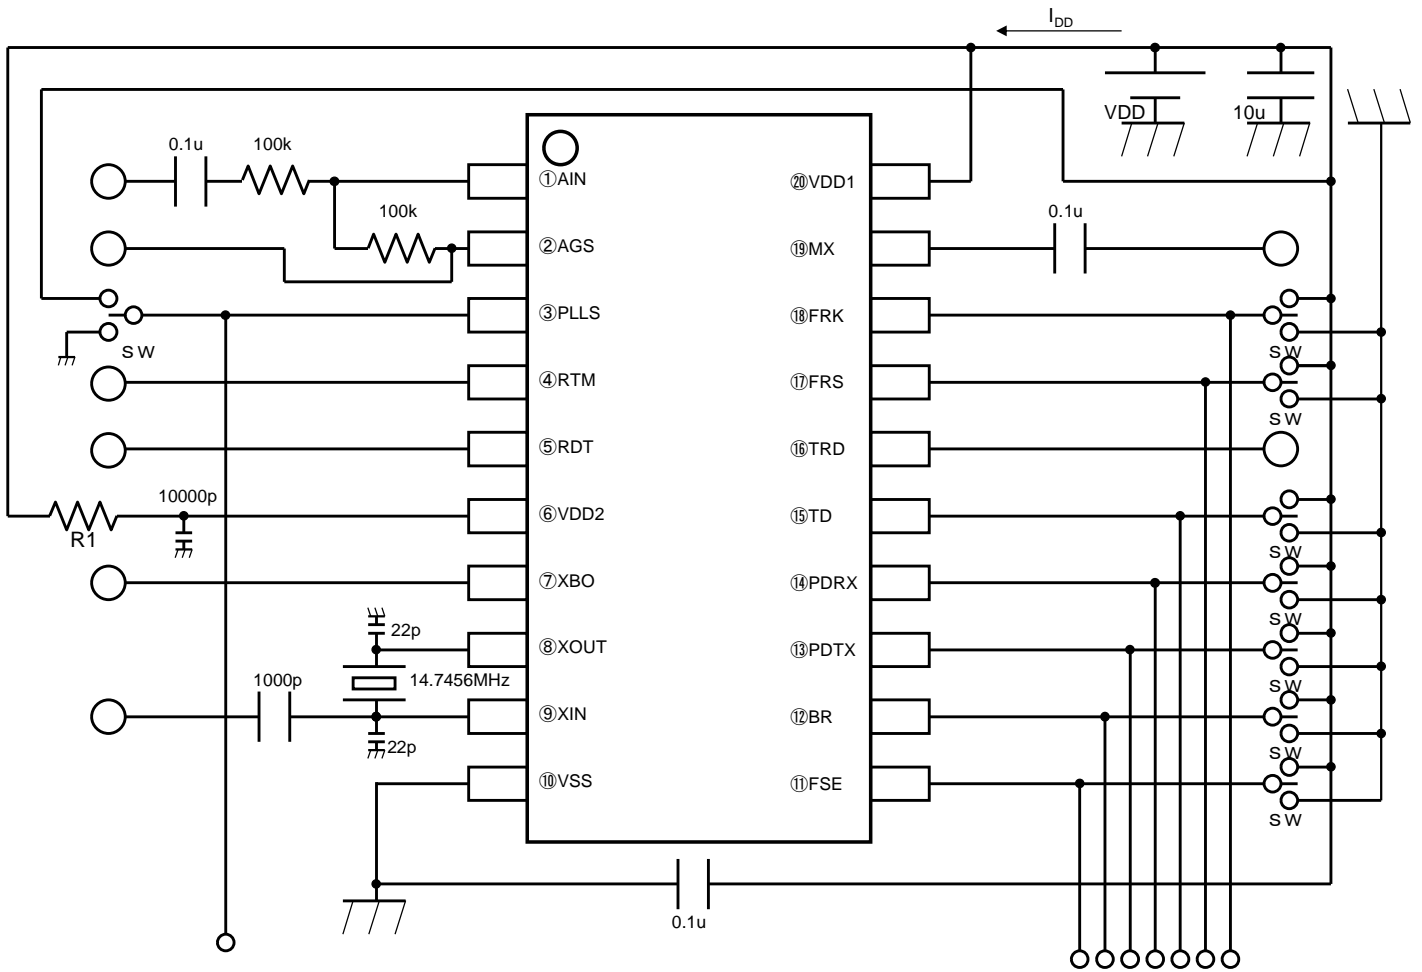 I_DD
VDD
10u
0.1u
100k
①AIN
⑳VDD1
100k
0.1u
②AGS
⑲MX
③PLLS
⑱FRK
SW
SW
④RTM
⑰FRS
SW
⑤RDT
⑯TRD
10000p
R1
⑥VDD2
⑮TD
SW
⑦XBO
⑭PDRX
SW
22p
⑧XOUT
⑬PDTX
1000p
14.7456MHz
SW
⑨XIN
⑫BR
22p
SW
⑩VSS
⑪FSE
SW
0.1u